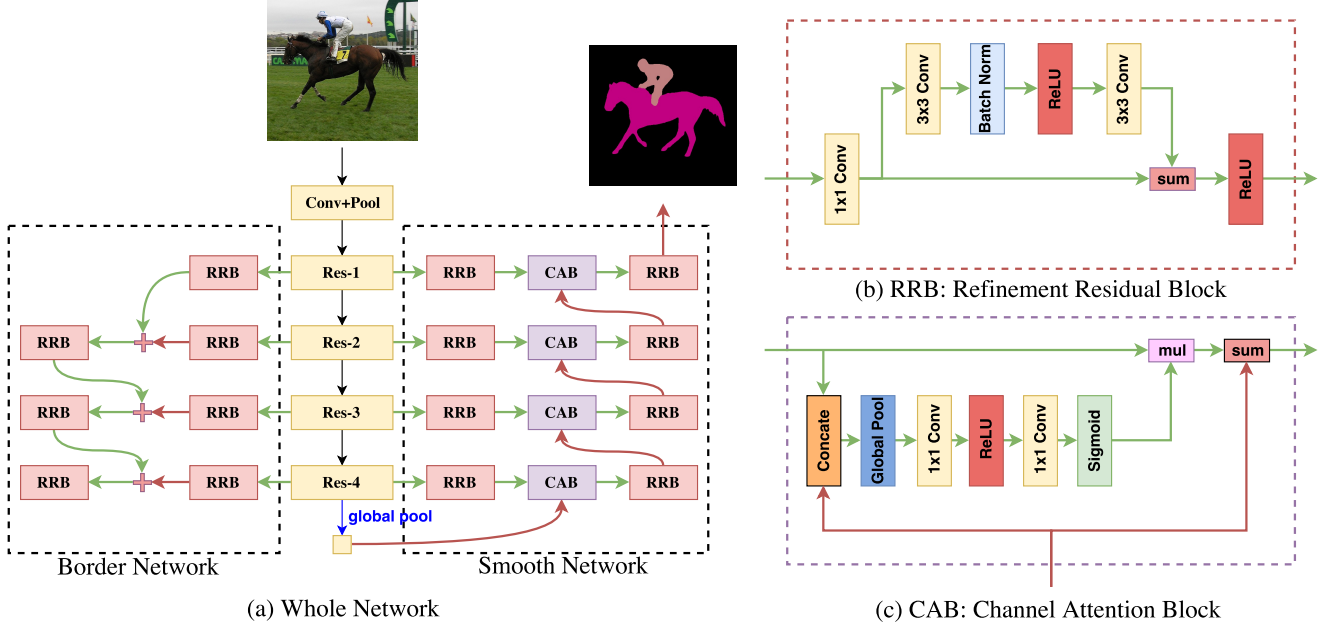 Conv+Pool
RRB Res-1 RRB CAB RRB
RRB RRB Res-2 RRB CAB RRB
RRB RRB Res-3 RRB CAB RRB
RRB RRB Res-4 RRB CAB RRB
global pool
Border Network
Smooth Network
(a) Whole Network
1x1 Conv
3x3 Conv
Batch Norm
ReLU
3x3 Conv
sum
ReLU
(b) RRB: Refinement Residual Block
mul
sum
Concate
Global Pool
1x1 Conv
ReLU
1x1 Conv
Sigmoid
(c) CAB: Channel Attention Block